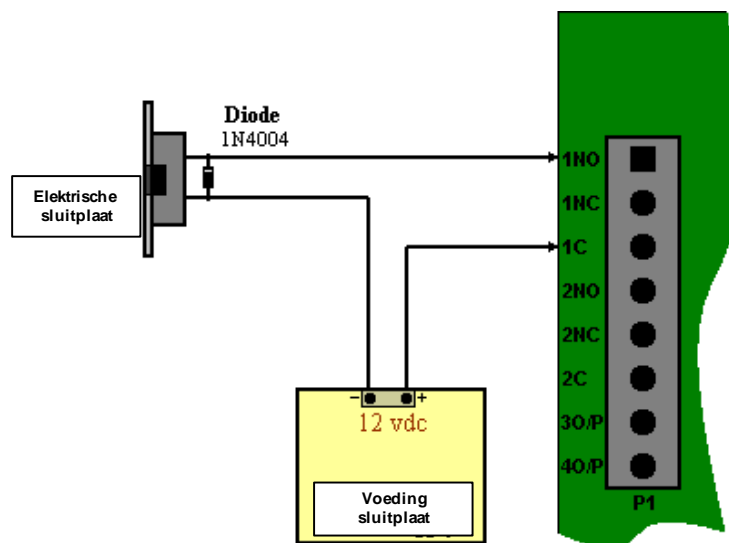 Diode
1N4004
Elektrische
sluitplaat
1NO
1NC
1C
2NO
2NC
2C
3O/P
4O/P
P1
− +
12 vdc
Voeding
sluitplaat